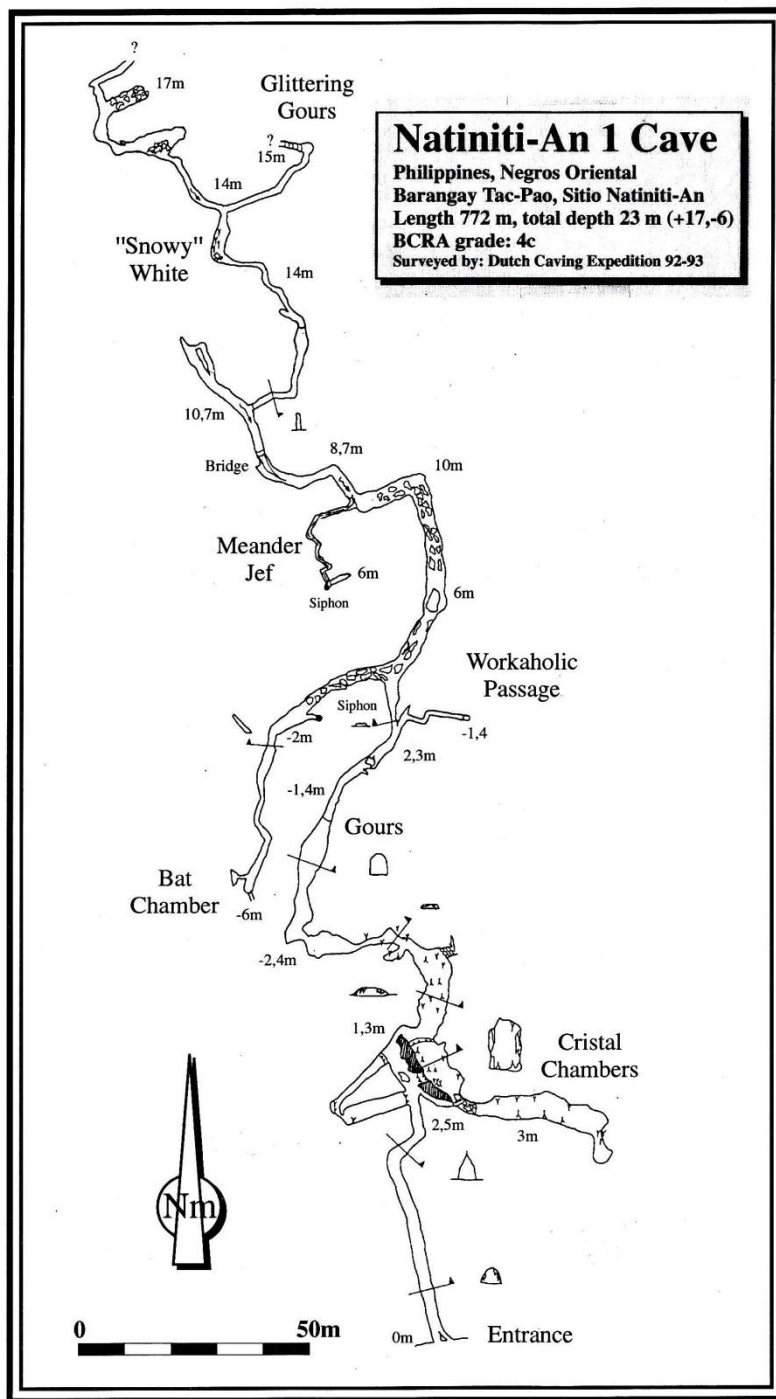 ?
17m
Glittering
Gours
?
15m
Natiniti-An 1 Cave
Philippines, Negros Oriental
Barangay Tac-Pao, Sitio Natiniti-An
Length 772 m, total depth 23 m (+17,-6)
BCRA grade: 4c
Surveyed by: Dutch Caving Expedition 92-93
14m
"Snowy"
White
14m
10,7m
Bridge
8,7m
10m
Meander
Jef
6m
Siphon
6m
Workaholic
Passage
Siphon
-2m
-1,4
2,3m
-1,4m
Gours
Bat
Chamber
-6m
-2,4m
1,3m
Cristal
Chambers
2,5m
3m
Nm
0
50m
0m
Entrance